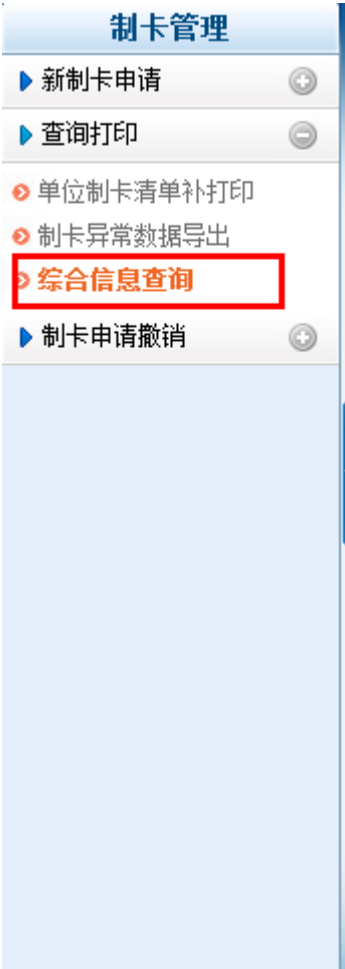 制卡管理
新制卡申请
查询打印
单位制卡清单补打印
制卡异常数据导出
综合信息查询
制卡申请撤销